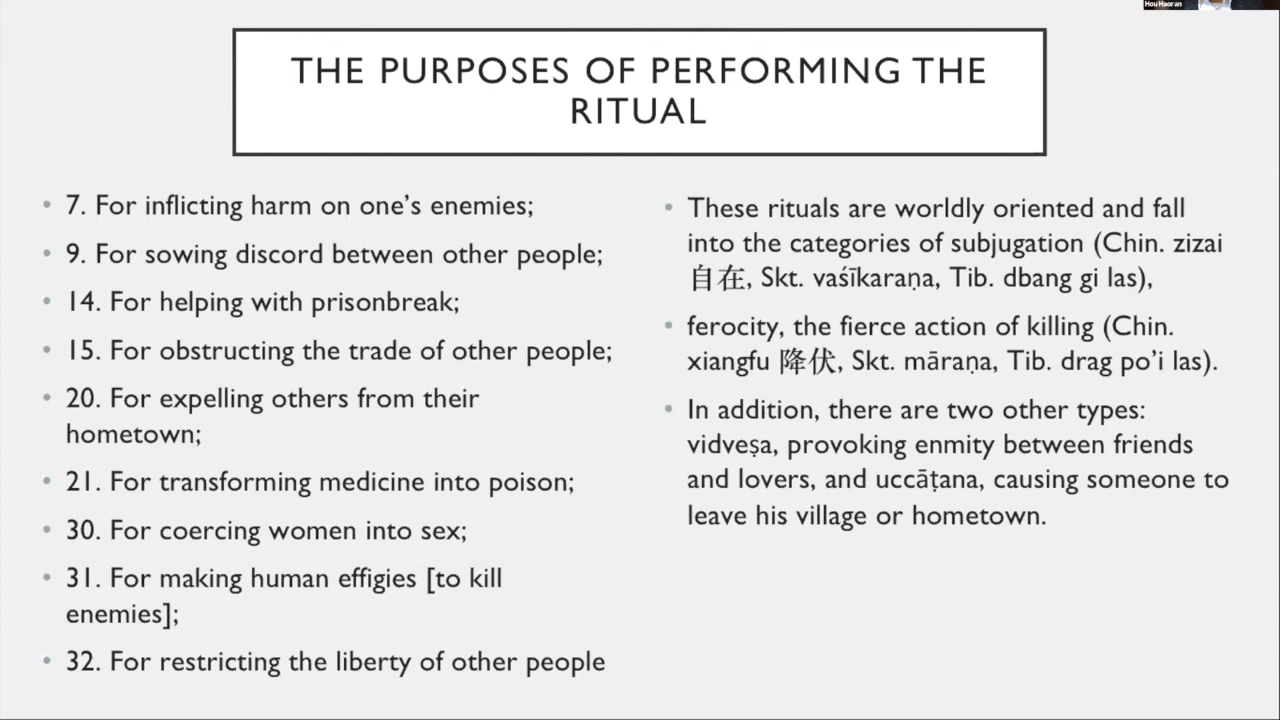 Hou Haoran
THE PURPOSES OF PERFORMING THE
RITUAL
• 7. For inflicting harm on one’s enemies;
• 9. For sowing discord between other people;
• 14. For helping with prisonbreak;
• 15. For obstructing the trade of other people;
• 20. For expelling others from their
hometown;
• 21. For transforming medicine into poison;
• 30. For coercing women into sex;
• 31. For making human effigies [to kill
enemies];
• 32. For restricting the liberty of other people
• These rituals are worldly oriented and fall
into the categories of subjugation (Chin. zizai
自在, Skt. vaśīkaraṇa, Tib. dbang gi las),
• ferocity, the fierce action of killing (Chin.
xiangfu 降伏, Skt. māraṇa, Tib. drag po’i las).
• In addition, there are two other types:
vidveṣa, provoking enmity between friends
and lovers, and uccāṭana, causing someone to
leave his village or hometown.